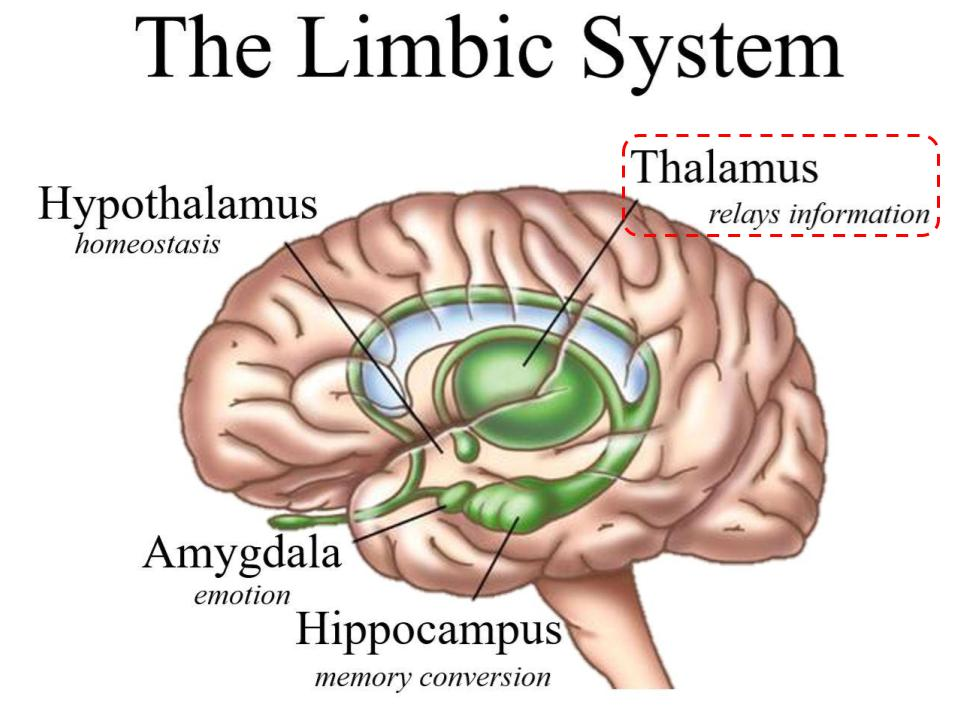 The Limbic System
Thalamus
relays information
Hypothalamus
homeostasis
Amygdala
emotion
Hippocampus
memory conversion